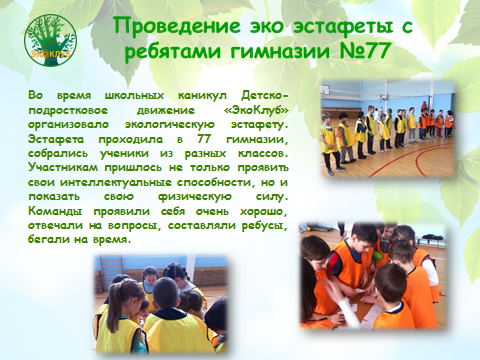 Проведение эко эстафеты с
ребятами гимназии №77
ЭКОКЛУБ
Во время школьных каникул Детско-
подростковое движение «ЭкоКлуб»
организовало экологическую эстафету.
Эстафета проходила в 77 гимназии,
собрались ученики из разных классов.
Участникам пришлось не только проявить
свои интеллектуальные способности, но и
показать свою физическую силу.
Команды проявили себя очень хорошо,
отвечали на вопросы, составляли ребусы,
бегали на время.